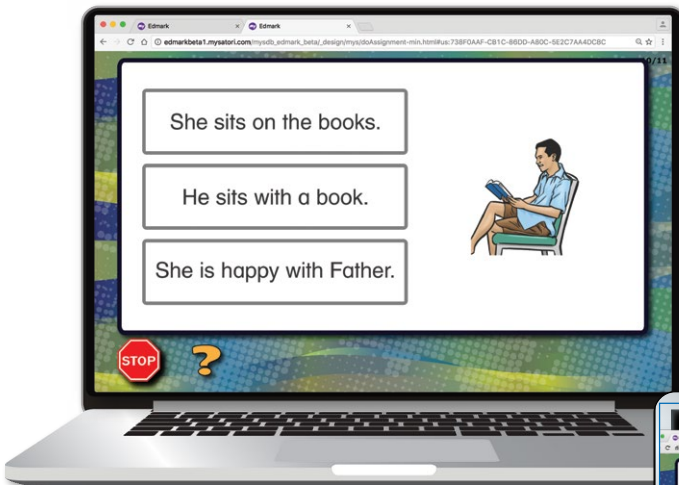 Edmark × Edmark ×
edmarkbeta1.mysatori.com/mysdb_edmark_beta/_design/mys/doAssignment-min.html#us:738F0AAF-CB1C-86DD-A80C-5E2C7AA4DCBC
0/11
She sits on the books.
He sits with a book.
She is happy with Father.
STOP ?